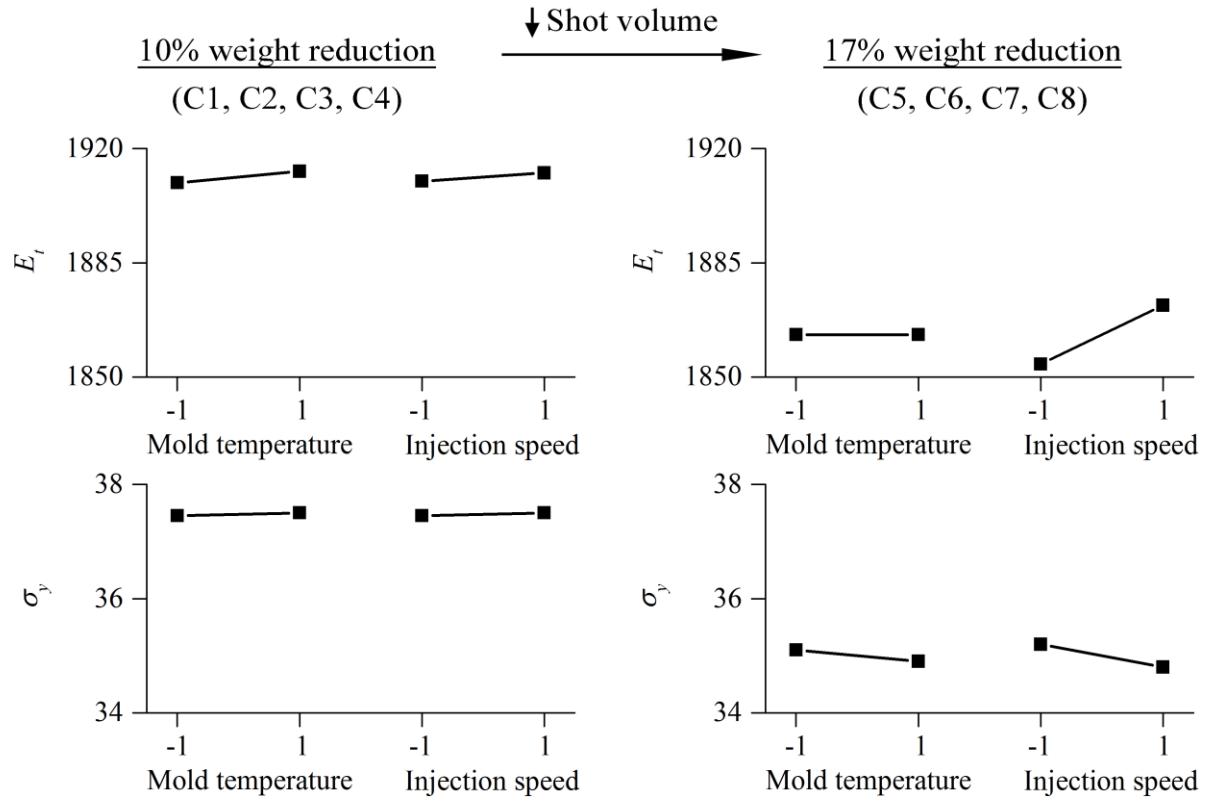 ↓ Shot volume
10% weight reduction
17% weight reduction
(C1, C2, C3, C4)
(C5, C6, C7, C8)
1920
1885
1850
E_t
-1 1 -1 1
Mold temperature Injection speed
1920
1885
1850
E_t
-1 1 -1 1
Mold temperature Injection speed
38
36
34
σ_y
-1 1 -1 1
Mold temperature Injection speed
38
36
34
σ_y
-1 1 -1 1
Mold temperature Injection speed